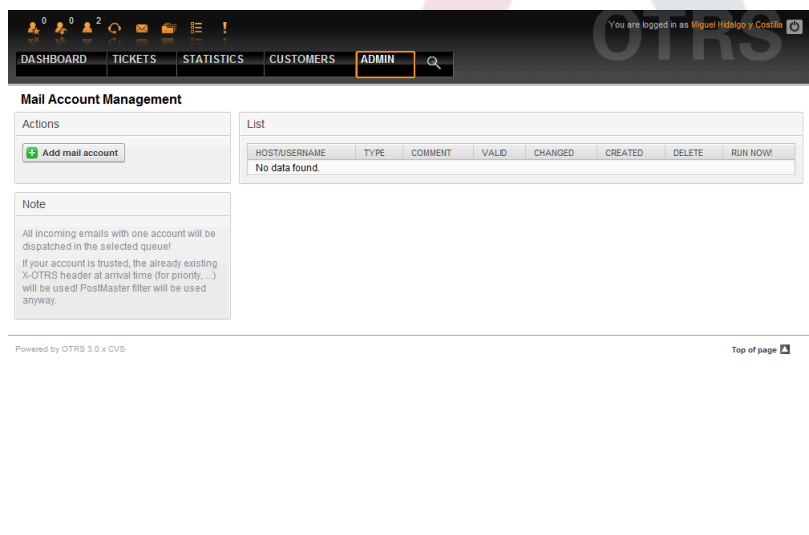 0 0 2
You are logged in as Miguel Hidalgo y Costilla
OTRS
DASHBOARD TICKETS STATISTICS CUSTOMERS ADMIN
Mail Account Management
Actions
Add mail account
List
HOST/USERNAME TYPE COMMENT VALID CHANGED CREATED DELETE RUN NOW!
No data found.
Note
All incoming emails with one account will be
dispatched in the selected queue!
If your account is trusted, the already existing
X-OTRS header at arrival time (for priority, ...)
will be used! PostMaster filter will be used
anyway.
Powered by OTRS 3.0.x CVS
Top of page